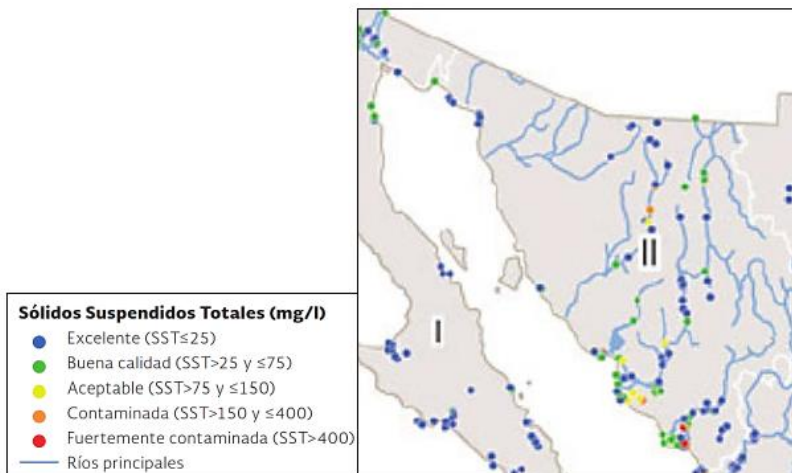 Sólidos Suspendidos Totales (mg/l)
Excelente (SST≤25)
Buena calidad (SST>25 y ≤75)
Aceptable (SST>75 y ≤150)
Contaminada (SST>150 y ≤400)
Fuertemente contaminada (SST>400)
Ríos principales
I
II